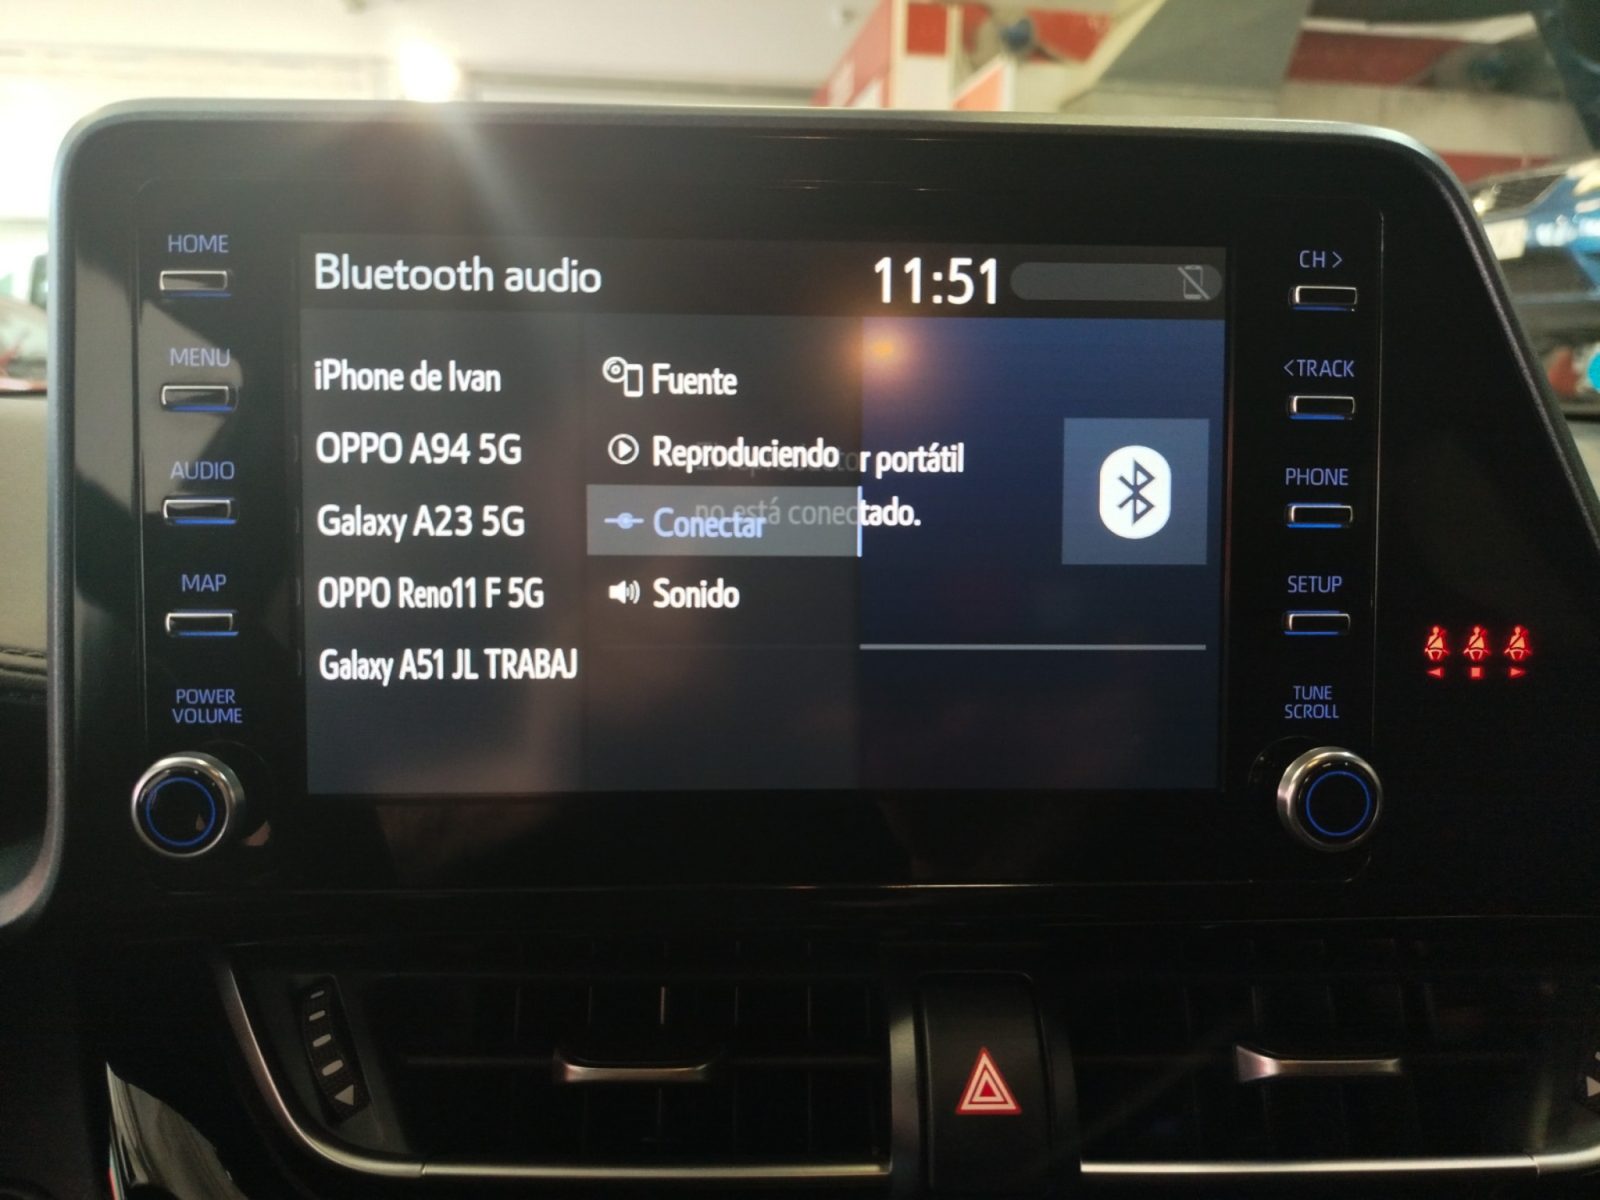 HOME
MENU
AUDIO
MAP
POWER
VOLUME
Bluetooth audio
11:51
iPhone de Ivan
OPPO A94 5G
Galaxy A23 5G
OPPO Reno11 F 5G
Galaxy A51 JL TRABAJ
Fuente
Reproduciendo
Conectar
Sonido
El reproductor portátil
no está conectado.
CH >
<TRACK
PHONE
SETUP
TUNE
SCROLL